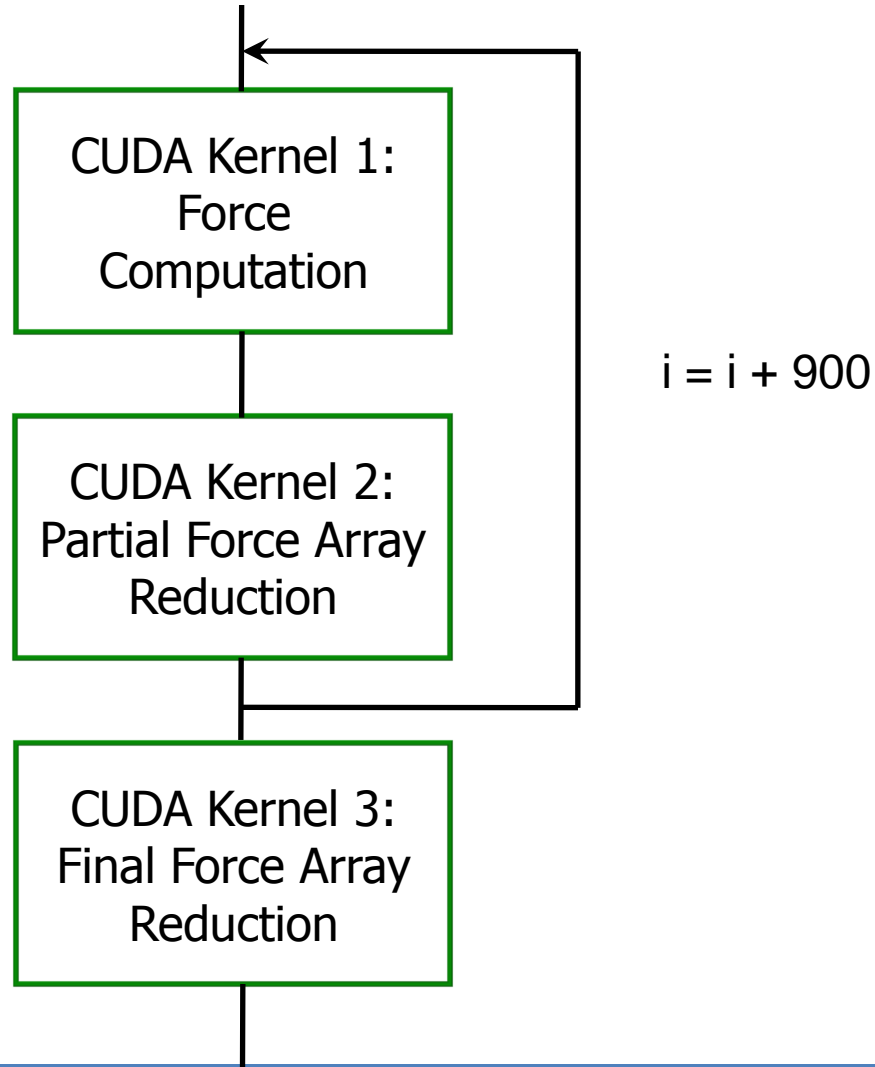 CUDA Kernel 1:
Force
Computation
i = i + 900
CUDA Kernel 2:
Partial Force Array
Reduction
CUDA Kernel 3:
Final Force Array
Reduction